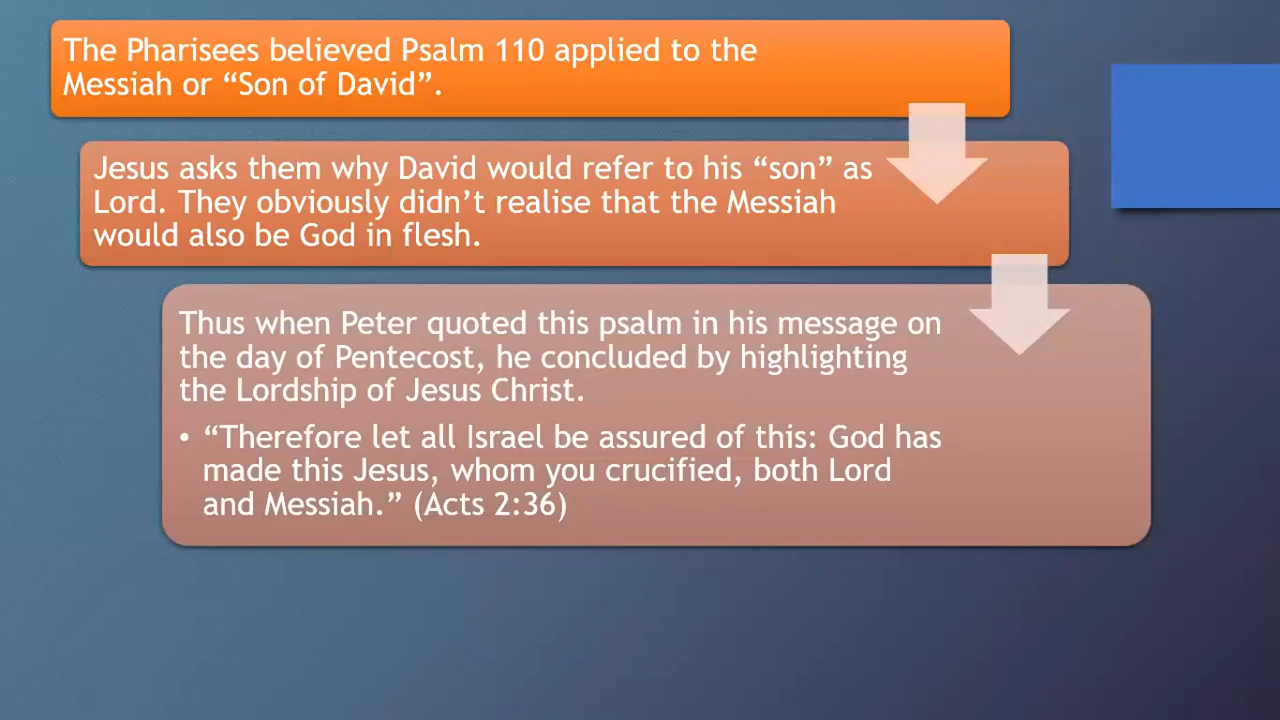 The Pharisees believed Psalm 110 applied to the
Messiah or “Son of David”.
Jesus asks them why David would refer to his “son” as
Lord. They obviously didn’t realise that the Messiah
would also be God in flesh.
Thus when Peter quoted this psalm in his message on
the day of Pentecost, he concluded by highlighting
the Lordship of Jesus Christ.
• “Therefore let all Israel be assured of this: God has
made this Jesus, whom you crucified, both Lord
and Messiah.” (Acts 2:36)